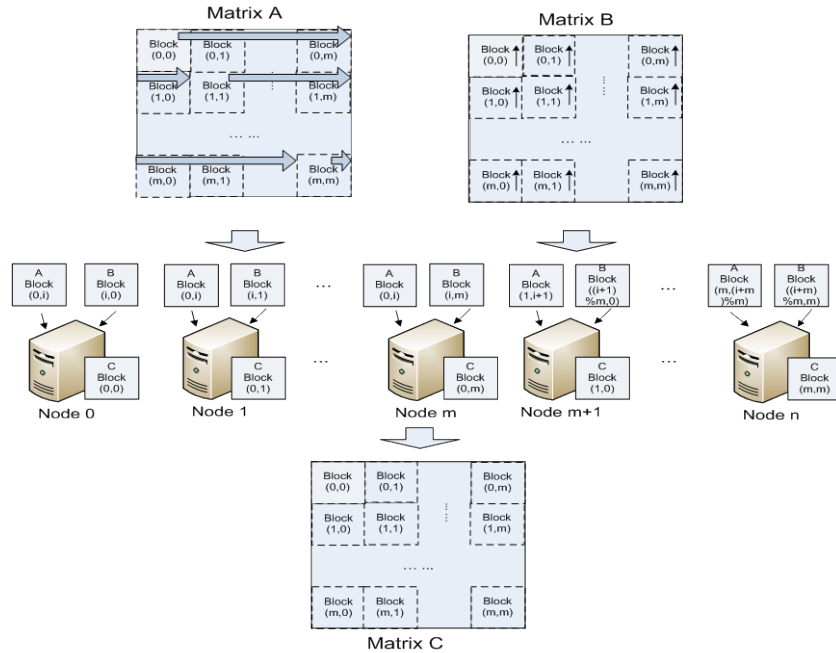 Matrix A
Matrix B
Block (0,0)
Block (0,1)
Block (0,m)
Block (1,0)
Block (1,1)
Block (1,m)
... ...
Block (m,0)
Block (m,1)
Block (m,m)
Block (0,0)
Block (0,1)
Block (0,m)
Block (1,0)
Block (1,1)
Block (1,m)
... ...
Block (m,0)
Block (m,1)
Block (m,m)
A Block (0,i)
B Block (i,0)
A Block (0,i)
B Block (i,1)
...
A Block (0,i)
B Block (i,m)
A Block (1,i+1)
B Block ((i+1)%m,0)
...
A Block (m,(i+m)%m)
B Block ((i+m)%m,m)
C Block (0,0)
C Block (0,1)
...
C Block (0,m)
C Block (1,0)
...
C Block (m,m)
Node 0
Node 1
Node m
Node m+1
Node n
Block (0,0)
Block (0,1)
Block (0,m)
Block (1,0)
Block (1,1)
Block (1,m)
... ...
Block (m,0)
Block (m,1)
Block (m,m)
Matrix C